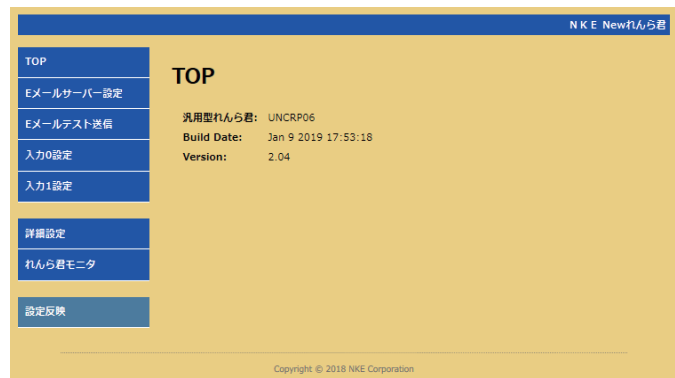 NKE Newれんら君
TOP
Eメールサーバー設定
Eメールテスト送信
入力0設定
入力1設定
詳細設定
れんら君モニタ
設定反映
TOP
汎用型れんら君: UNCRP06
Build Date: Jan 9 2019 17:53:18
Version: 2.04
Copyright © 2018 NKE Corporation